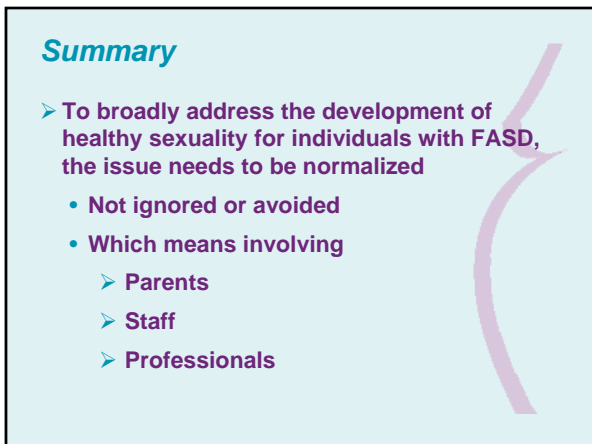 Summary
➢ To broadly address the development of
healthy sexuality for individuals with FASD,
the issue needs to be normalized
• Not ignored or avoided
• Which means involving
➢ Parents
➢ Staff
➢ Professionals